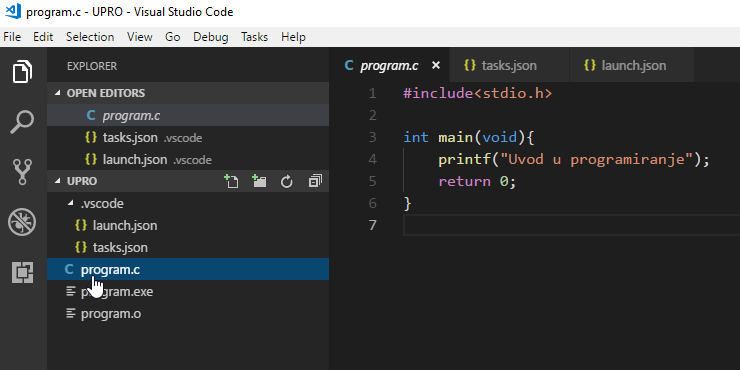 program.c - UPRO - Visual Studio Code
File Edit Selection View Go Debug Tasks Help
EXPLORER
OPEN EDITORS
C program.c
{} tasks.json .vscode
{} launch.json .vscode
UPRO
.vscode
{} launch.json
{} tasks.json
C program.c
program.exe
program.o
C program.c × {} tasks.json {} launch.json
1 #include<stdio.h>
2
3 int main(void){
4     printf("Uvod u programiranje");
5     return 0;
6 }
7